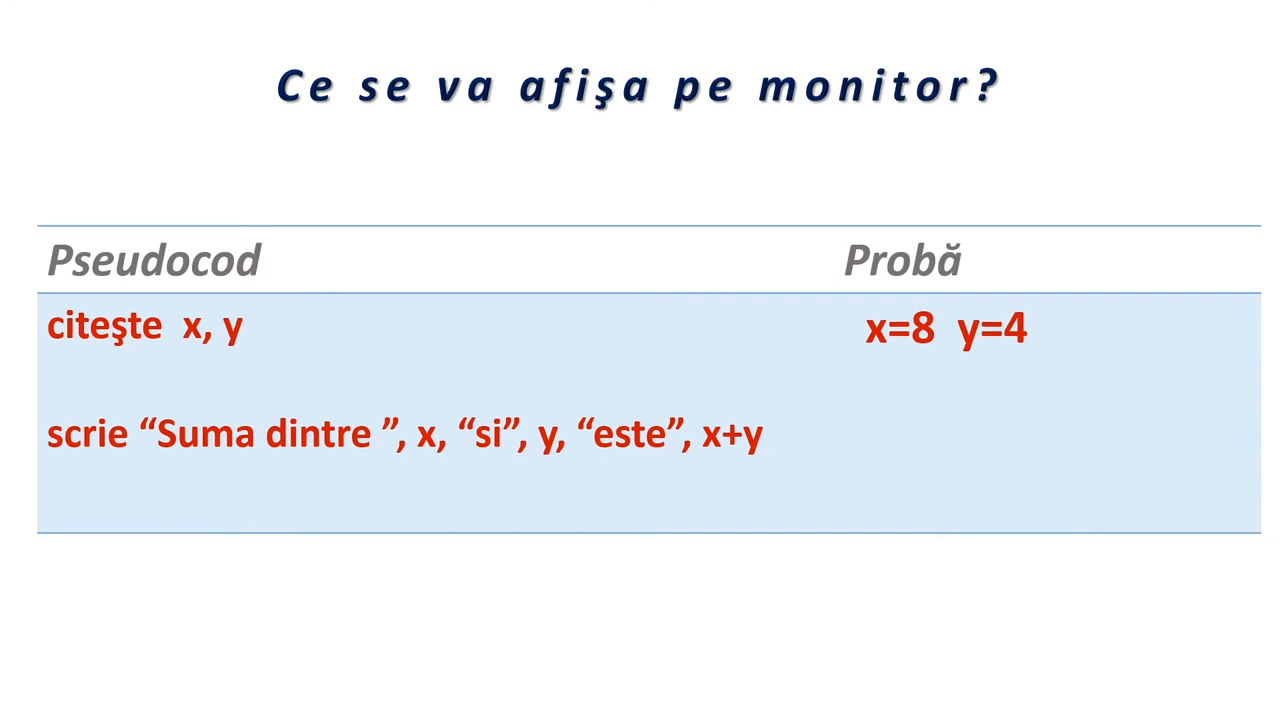 Ce se va afişa pe monitor?
Pseudocod Probă
citeşte x, y x=8 y=4
scrie “Suma dintre ”, x, “si”, y, “este”, x+y